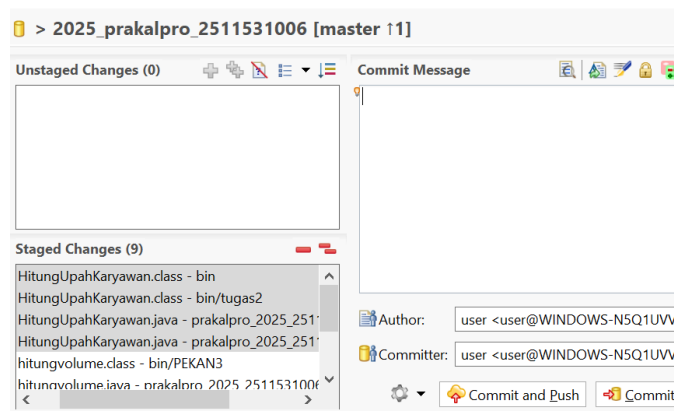 > 2025_prakalpro_2511531006 [master ↑1]
Unstaged Changes (0)
Commit Message
Staged Changes (9)
HitungUpahKaryawan.class - bin
HitungUpahKaryawan.class - bin/tugas2
HitungUpahKaryawan.java - prakalpro_2025_251
HitungUpahKaryawan.java - prakalpro_2025_251
hitungvolume.class - bin/PEKAN3
hitungvolume.java - prakalpro_2025_2511531006
Author:
user <user@WINDOWS-N5Q1UVV
Committer:
user <user@WINDOWS-N5Q1UVV
Commit and Push
Commit